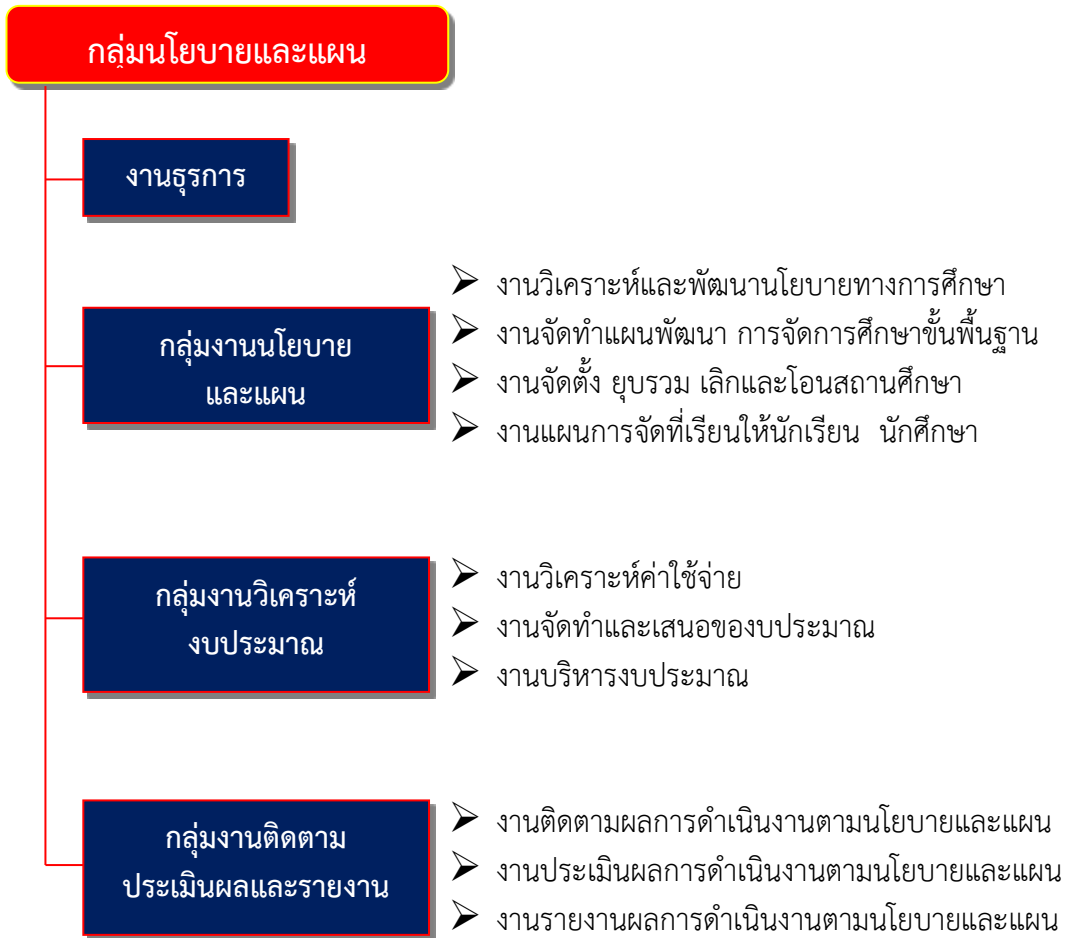 กลุ่มนโยบายและแผน
งานธุรการ
กลุ่มงานนโยบาย
และแผน
งานวิเคราะห์และพัฒนานโยบายทางการศึกษา
งานจัดทำแผนพัฒนา การจัดการศึกษาขั้นพื้นฐาน
งานจัดตั้ง ยุบรวม เลิกและโอนสถานศึกษา
งานแผนการจัดที่เรียนให้นักเรียน นักศึกษา
กลุ่มงานวิเคราะห์
งบประมาณ
งานวิเคราะห์ค่าใช้จ่าย
งานจัดทำและเสนอของบประมาณ
งานบริหารงบประมาณ
กลุ่มงานติดตาม
ประเมินผลและรายงาน
งานติดตามผลการดำเนินงานตามนโยบายและแผน
งานประเมินผลการดำเนินงานตามนโยบายและแผน
งานรายงานผลการดำเนินงานตามนโยบายและแผน